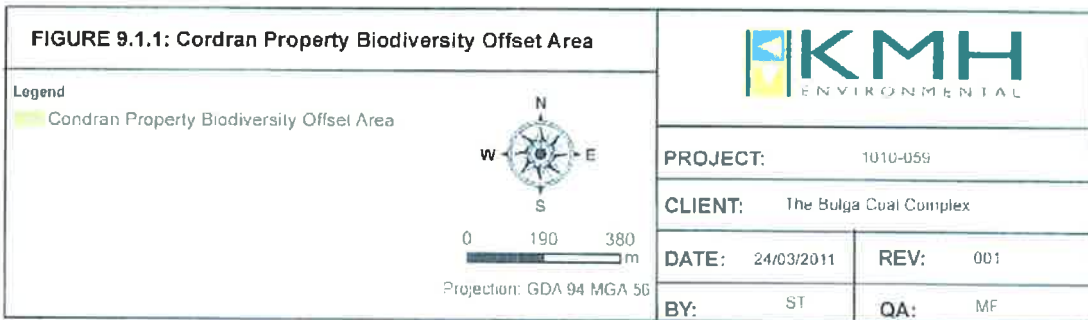 FIGURE 9.1.1: Cordran Property Biodiversity Offset Area
Legend
Condran Property Biodiversity Offset Area
N
W
E
S
0 190 380
m
Projection: GDA 94 MGA 56
KMH
ENVIRONMENTAL
PROJECT: 1010-059
CLIENT: The Bulga Coal Complex
DATE: 24/03/2011 REV: 001
BY: ST QA: MF